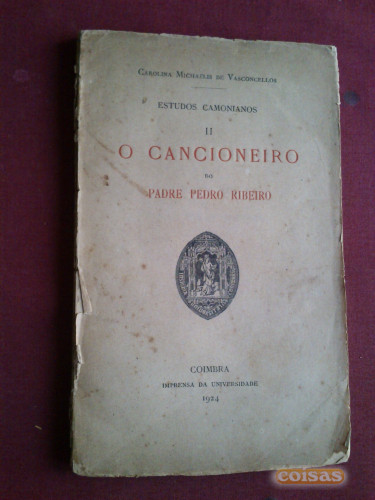 CAROLINA MICHAËLIS DE VASCONCELLOS
ESTUDOS CAMONIANOS
II
O CANCIONEIRO
DO
PADRE PEDRO RIBEIRO
COIMBRA
IMPRENSA DA UNIVERSIDADE
1924
coisas